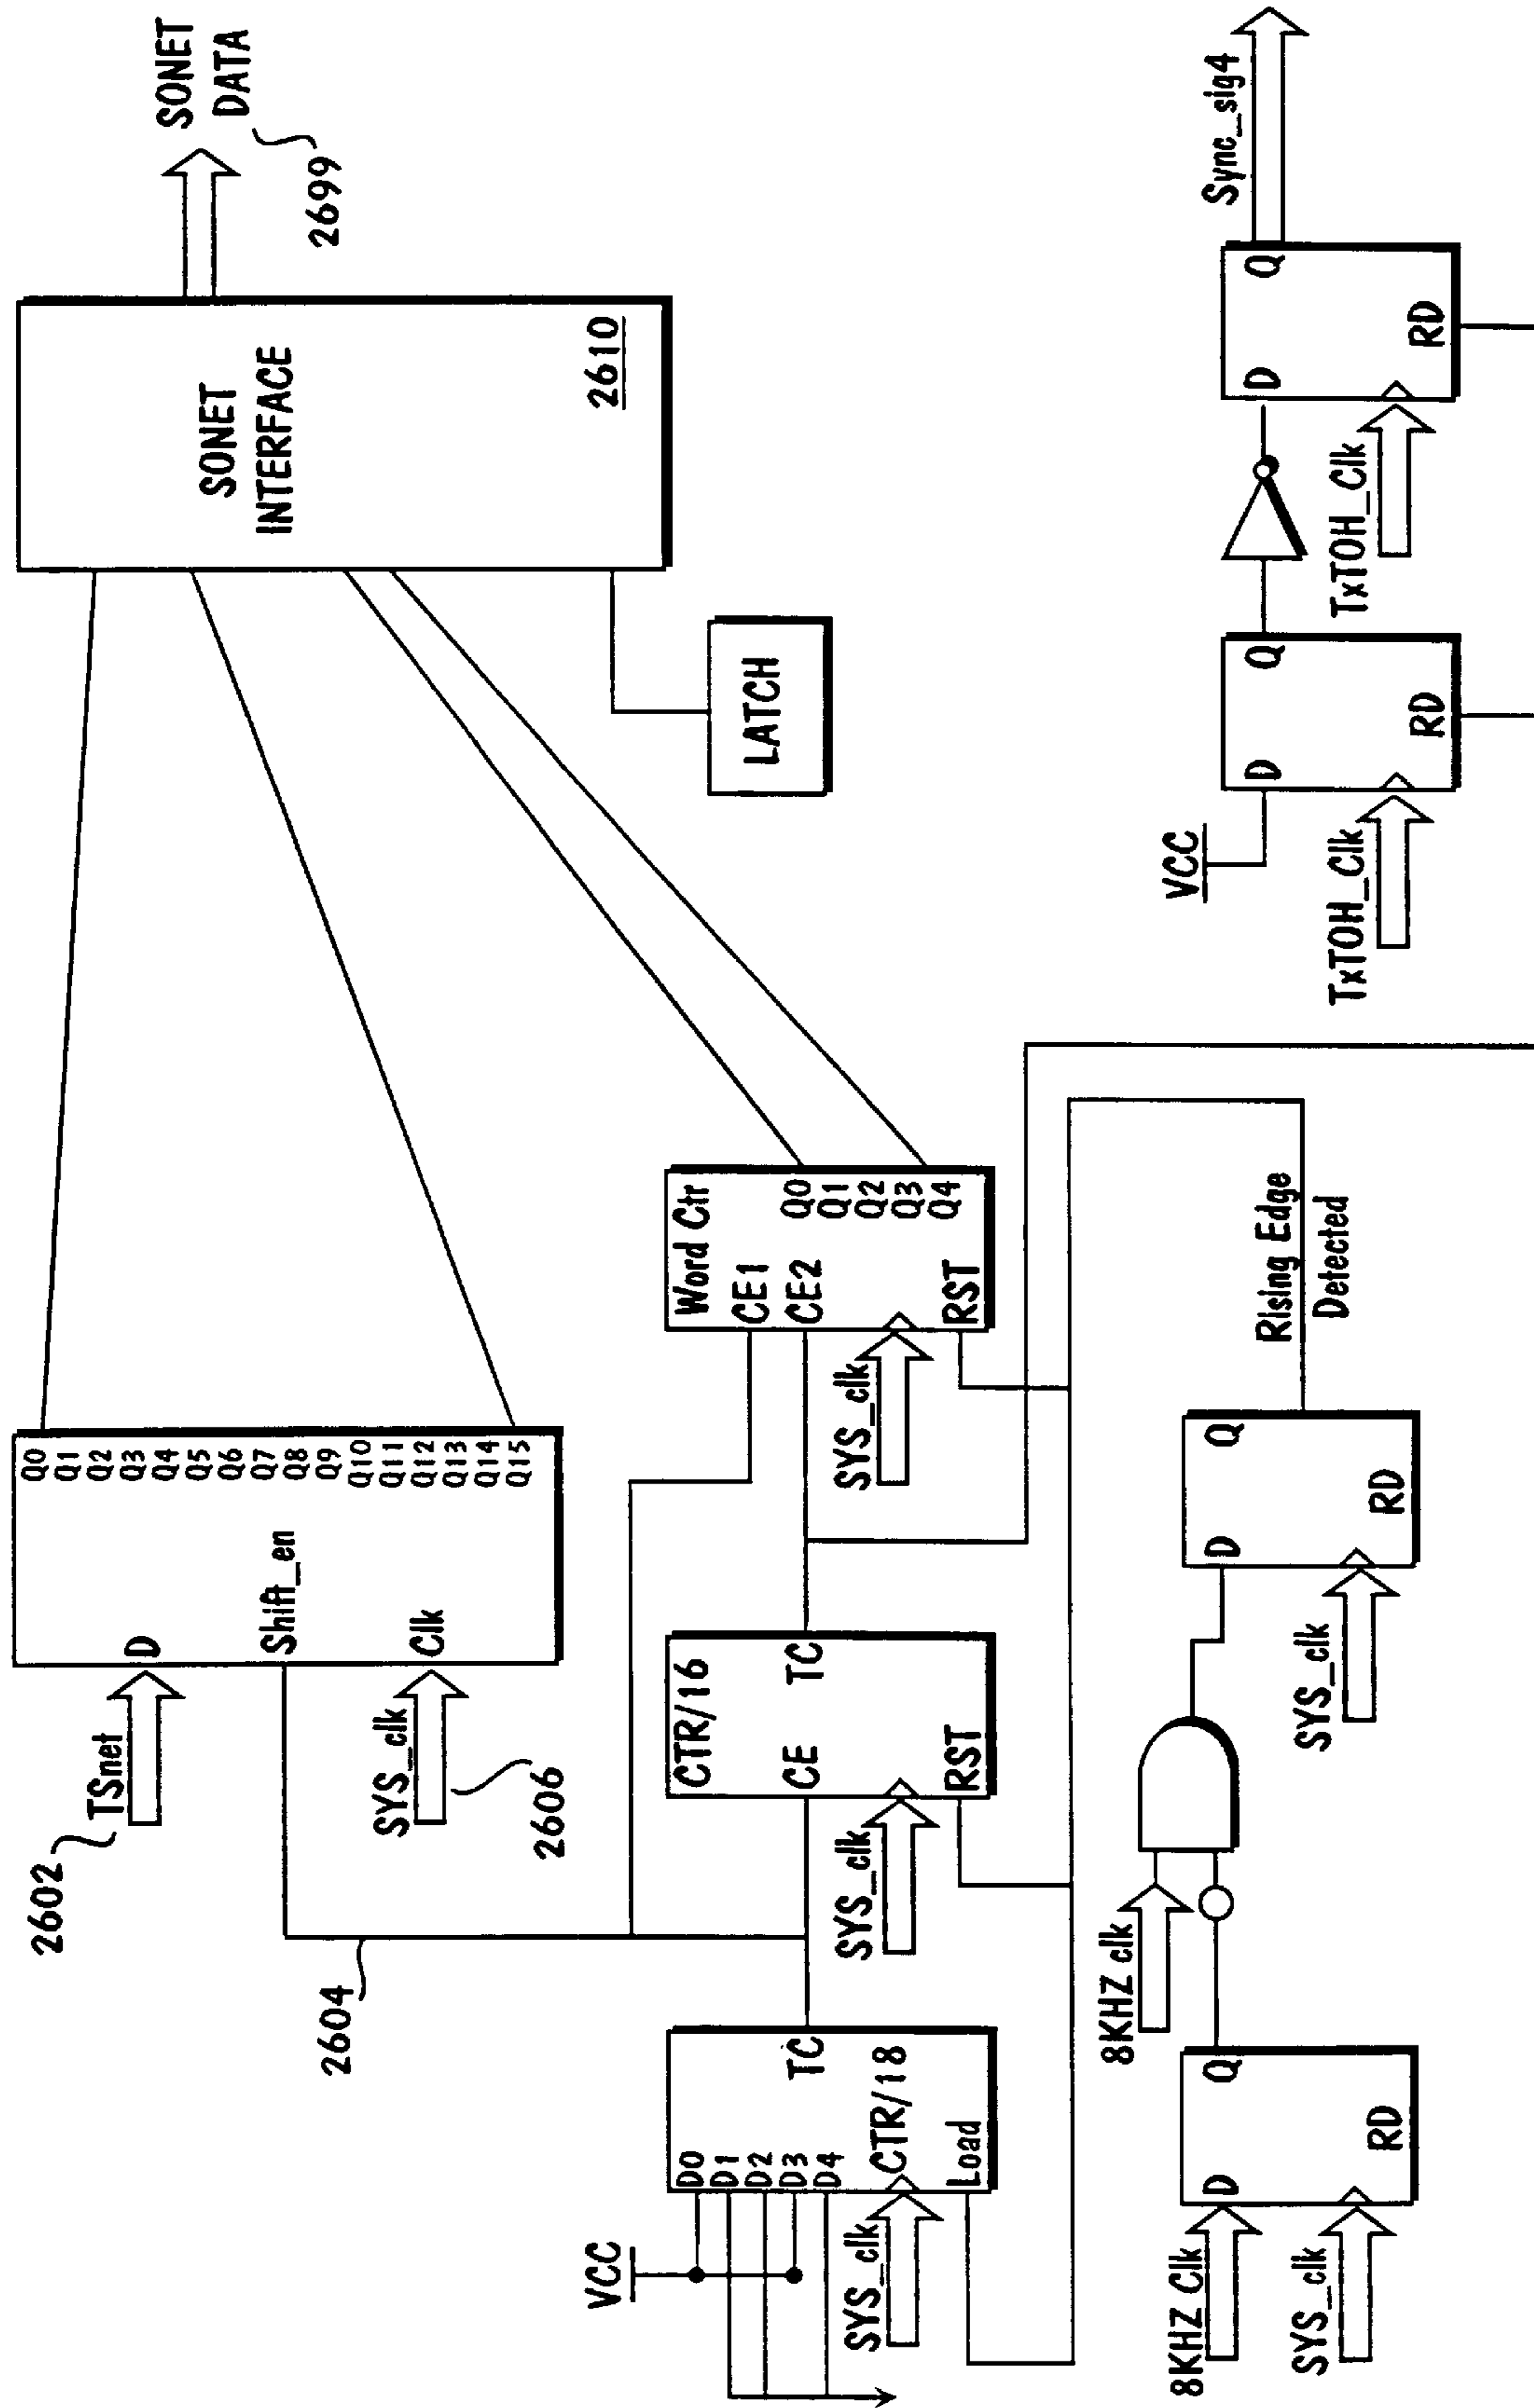 SONET
DATA
2699
SONET
INTERFACE
2610
LATCH
2602
TSnet
D
Shift_en
Clk
SYS_clk
2606
Q0
Q1
Q2
Q3
Q4
Q5
Q6
Q7
Q8
Q9
Q10
Q11
Q12
Q13
Q14
Q15
2604
VCC
D0
D1
D2
D3
D4
TC
CTR/18
Load
SYS_clk
CTR/16
CE
TC
RST
SYS_clk
Word Ctr
CE1
CE2
RST
SYS_clk
Q0
Q1
Q2
Q3
Q4
8KHZ Clk
SYS_clk
D
Q
RD
8KHZ clk
SYS_clk
D
Q
RD
Rising Edge
Detected
VCC
TxTOH_Clk
D
Q
RD
TxTOH_Clk
D
Q
RD
Sync_sig4